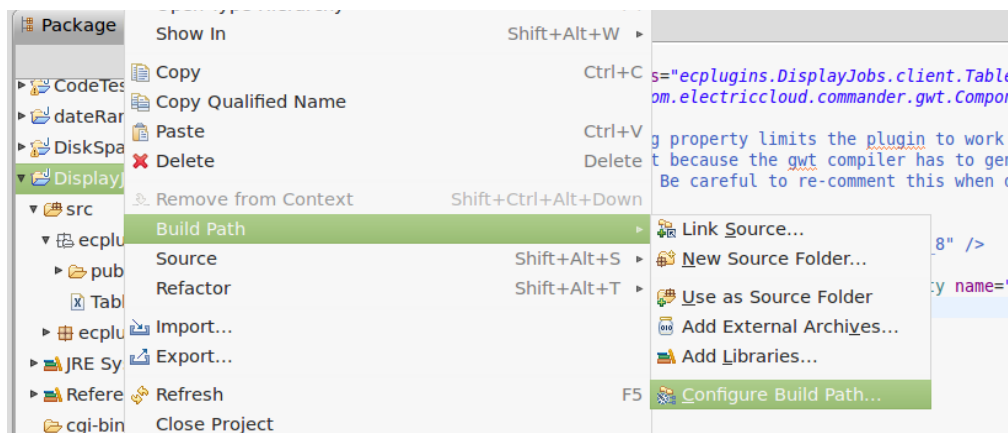 Package
CodeTes
dateRar
DiskSpa
DisplayJ
src
ecplu
pub
Tabl
ecplu
JRE Sy
Refere
cgi-bin
Show In Shift+Alt+W
Copy Ctrl+C
Copy Qualified Name
Paste Ctrl+V
Delete Delete
Remove from Context Shift+Ctrl+Alt+Down
Build Path
Source Shift+Alt+S
Refactor Shift+Alt+T
Import...
Export...
Refresh F5
Close Project
Link Source...
New Source Folder...
Use as Source Folder
Add External Archives...
Add Libraries...
Configure Build Path...
s="ecplugins.DisplayJobs.client.Table
om.electriccloud.commander.gwt.Compor
g property limits the plugin to work
t because the gwt compiler has to ger
Be careful to re-comment this when
8" />
ty name="